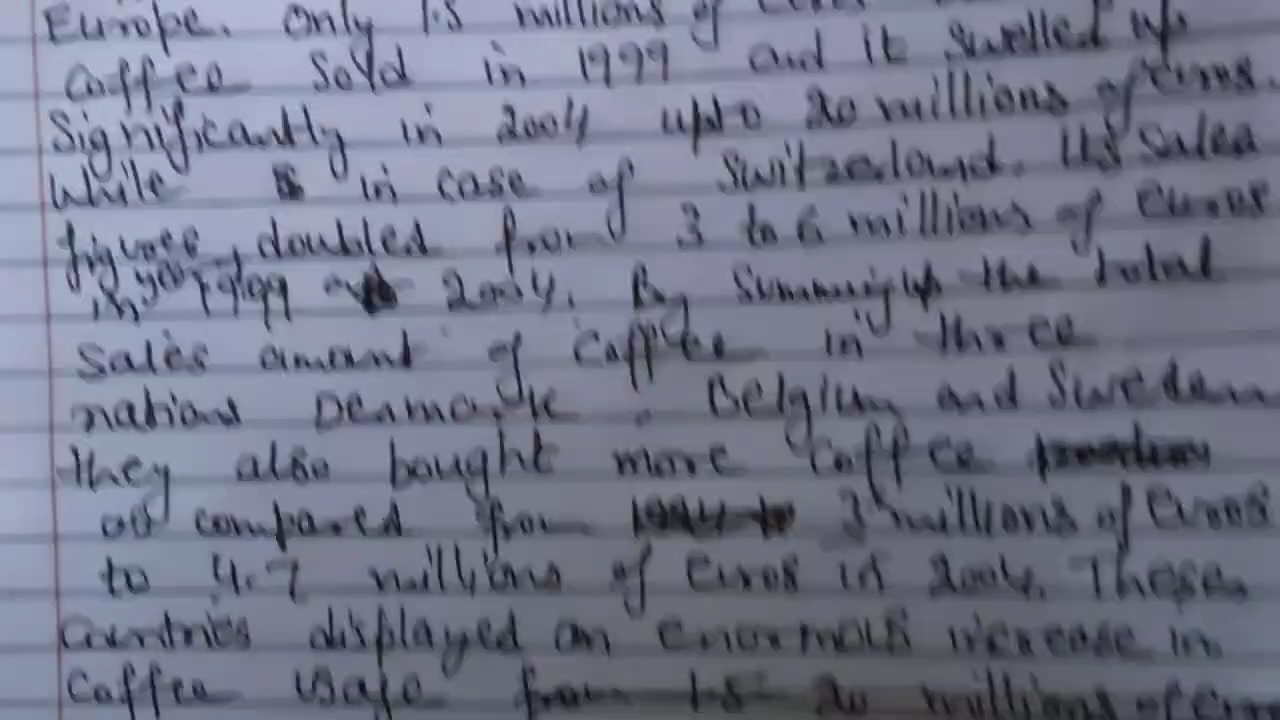 Europe. Only 1.5 millions of
coffee sold in 1999 and it swelled up
significantly in 2004 upto 20 millions of Euros.
While in case of Switzerland. Its sales
figures, doubled from 3 to 6 millions of euros
in year 1999 2004. By summing up the total
sales amount of coffee in three
nations Denmark, Belgium and Sweden
they also bought more coffee
as compared from 3 millions of Euros
to 4.7 millions of euros in 2004. These
Countries displayed an enormous increase in
coffee from 1.5 20 millions of Euro